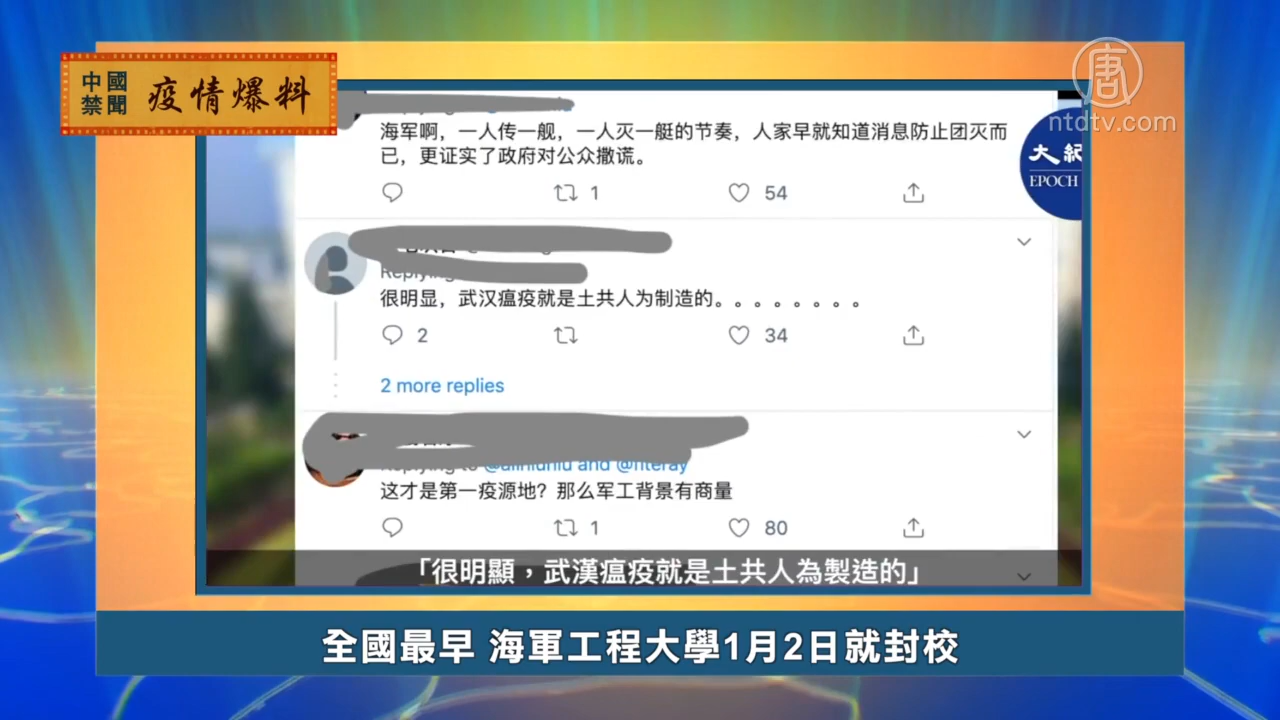 中國
禁聞
疫情爆料
唐
ntdtv.com
大紀
EPOCH
海军啊，一人传一舰，一人灭一艇的节奏，人家早就知道消息防止团灭而
已，更证实了政府对公众撒谎。
1 54
很明显，武汉瘟疫就是土共人为制造的。。。。。。。。
2 34
2 more replies
这才是第一疫源地？那么军工背景有商量
1 80
「很明顯，武漢瘟疫就是土共人為製造的」
全國最早 海軍工程大學1月2日就封校